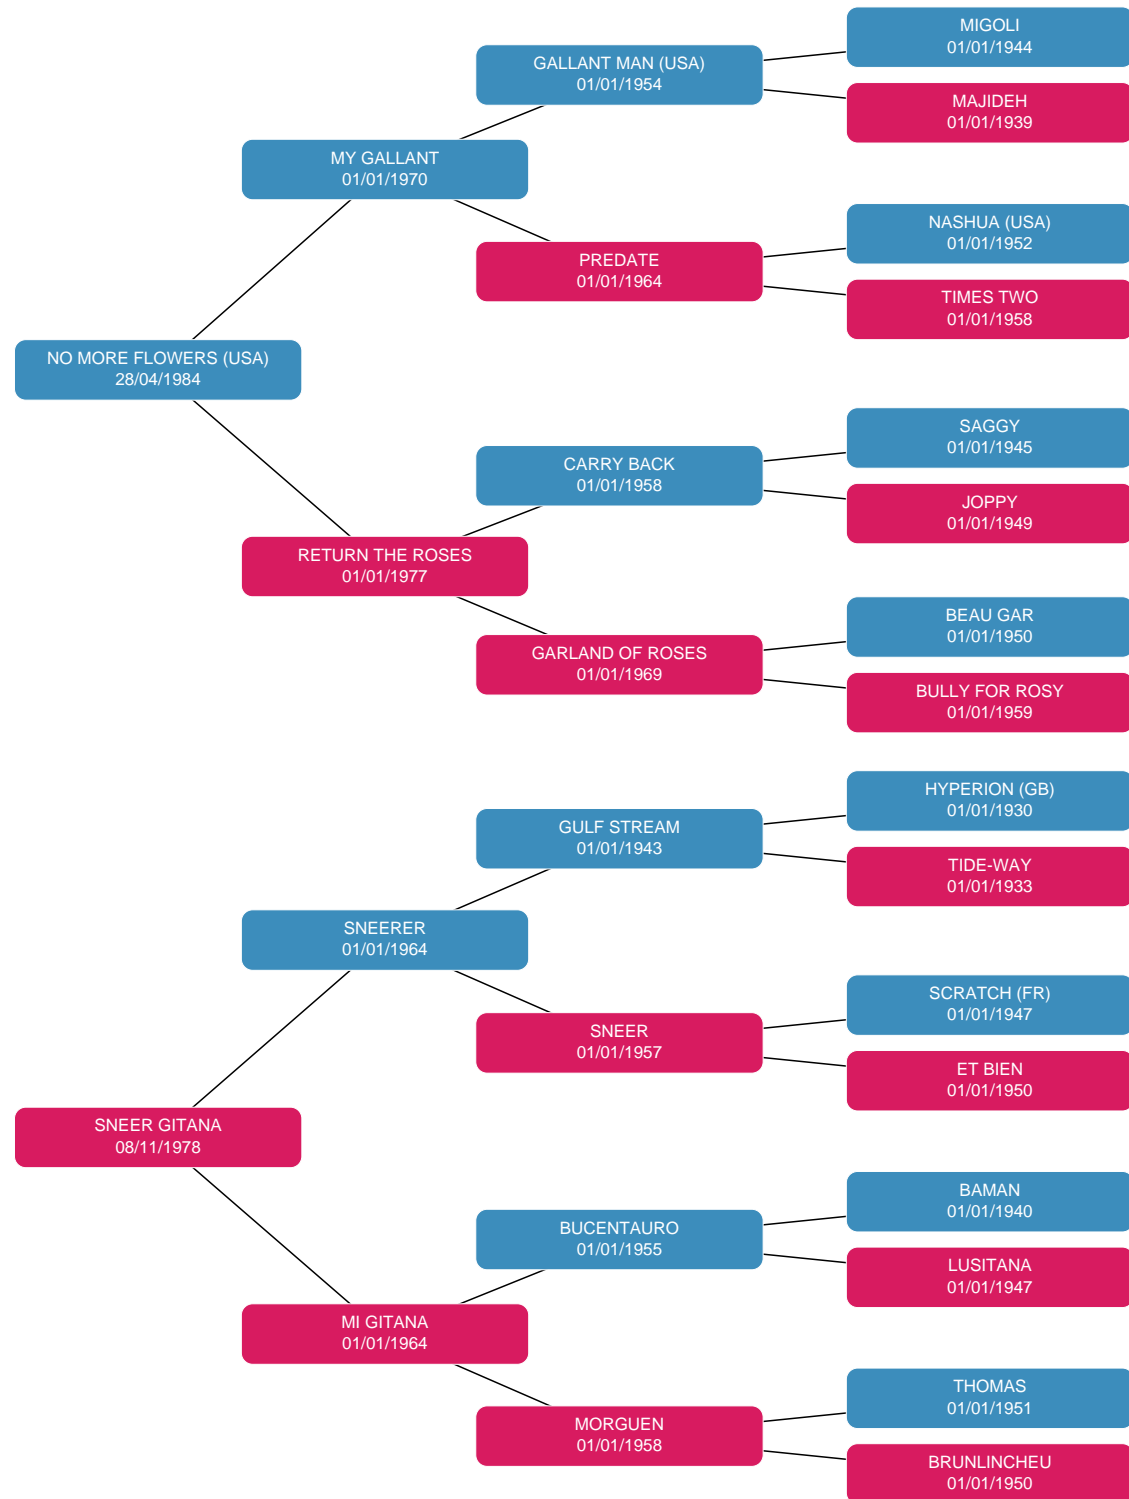 MIGOLI
01/01/1944
GALLANT MAN (USA)
01/01/1954
MAJIDEH
01/01/1939
MY GALLANT
01/01/1970
NASHUA (USA)
01/01/1952
PREDATE
01/01/1964
TIMES TWO
01/01/1958
NO MORE FLOWERS (USA)
28/04/1984
SAGGY
01/01/1945
CARRY BACK
01/01/1958
JOPPY
01/01/1949
RETURN THE ROSES
01/01/1977
BEAU GAR
01/01/1950
GARLAND OF ROSES
01/01/1969
BULLY FOR ROSY
01/01/1959
HYPERION (GB)
01/01/1930
GULF STREAM
01/01/1943
TIDE-WAY
01/01/1933
SNEERER
01/01/1964
SCRATCH (FR)
01/01/1947
SNEER
01/01/1957
ET BIEN
01/01/1950
SNEER GITANA
08/11/1978
BAMAN
01/01/1940
BUCENTAURO
01/01/1955
LUSITANA
01/01/1947
MI GITANA
01/01/1964
THOMAS
01/01/1951
MORGUEN
01/01/1958
BRUNLINCHEU
01/01/1950